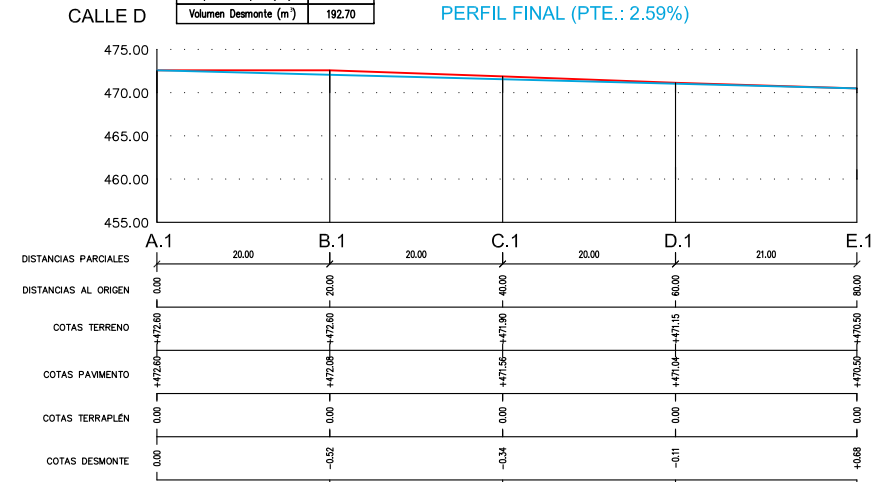 CALLE D
Volumen Desmonte (m³) 192.70
PERFIL FINAL (PTE.: 2.59%)
475.00
470.00
465.00
460.00
455.00
A.1 B.1 C.1 D.1 E.1
DISTANCIAS PARCIALES 20.00 20.00 20.00 21.00
DISTANCIAS AL ORIGEN 0.00 20.00 40.00 60.00 80.00
COTAS TERRENO +472.60 +472.60 +471.90 +471.15 +470.50
COTAS PAVIMENTO +472.60 +472.08 +471.56 +471.04 +470.50
COTAS TERRAPLÉN 0.00 0.00 0.00 0.00 0.00
COTAS DESMONTE 0.00 -0.52 -0.34 -0.11 +0.68